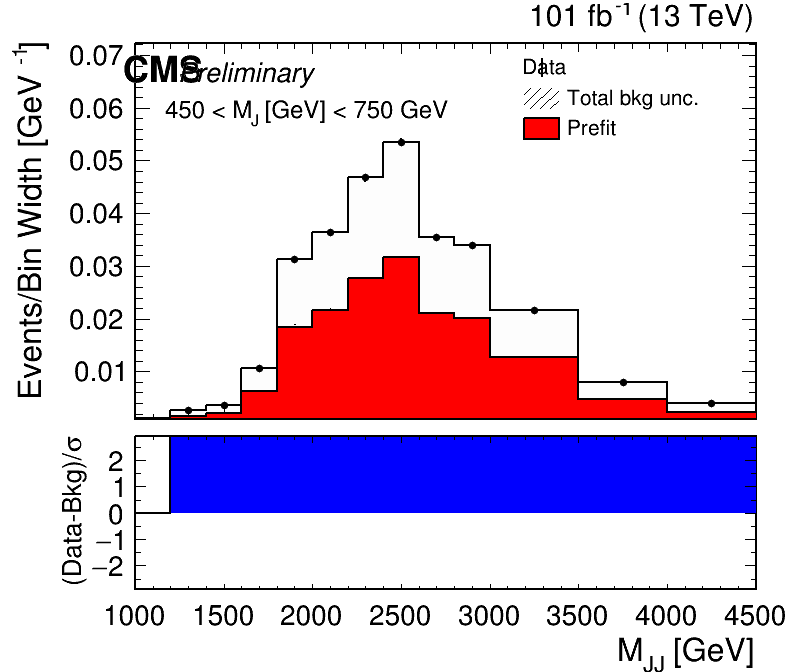 101 fb⁻¹ (13 TeV)
CMS Preliminary
450 < M_J [GeV] < 750 GeV
Data
Total bkg unc.
Prefit
Events/Bin Width [GeV⁻¹]
0.07
0.06
0.05
0.04
0.03
0.02
0.01
(Data-Bkg)/σ
2
1
0
−1
−2
1000 1500 2000 2500 3000 3500 4000 4500
M_JJ [GeV]